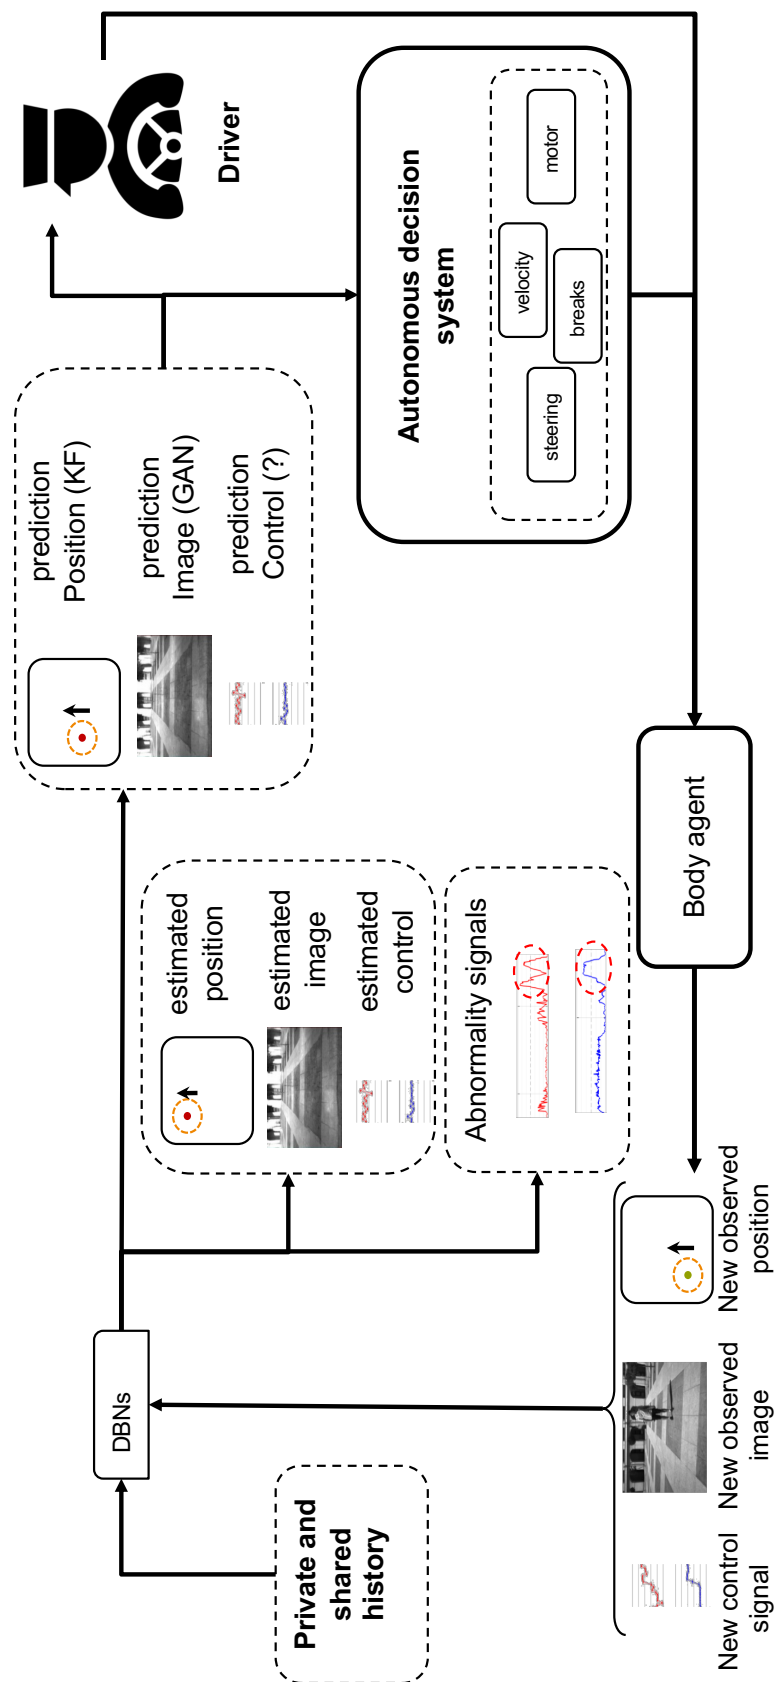 Private and
shared
history
DBNs
New control
signal
New observed
image
New observed
position
estimated
position
estimated
image
estimated
control
Abnormality signals
prediction
Position (KF)
prediction
Image (GAN)
prediction
Control (?)
Driver
Autonomous decision
system
steering
velocity
breaks
motor
Body agent